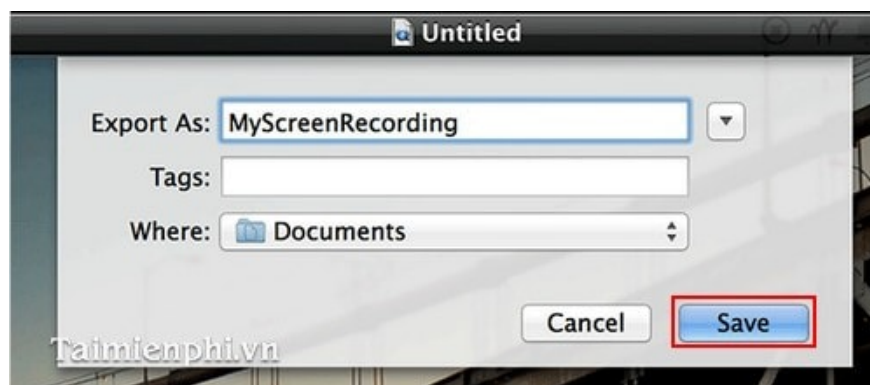 Untitled
Export As: MyScreenRecording
Tags:
Where: Documents
Cancel Save
Taimienphi.vn